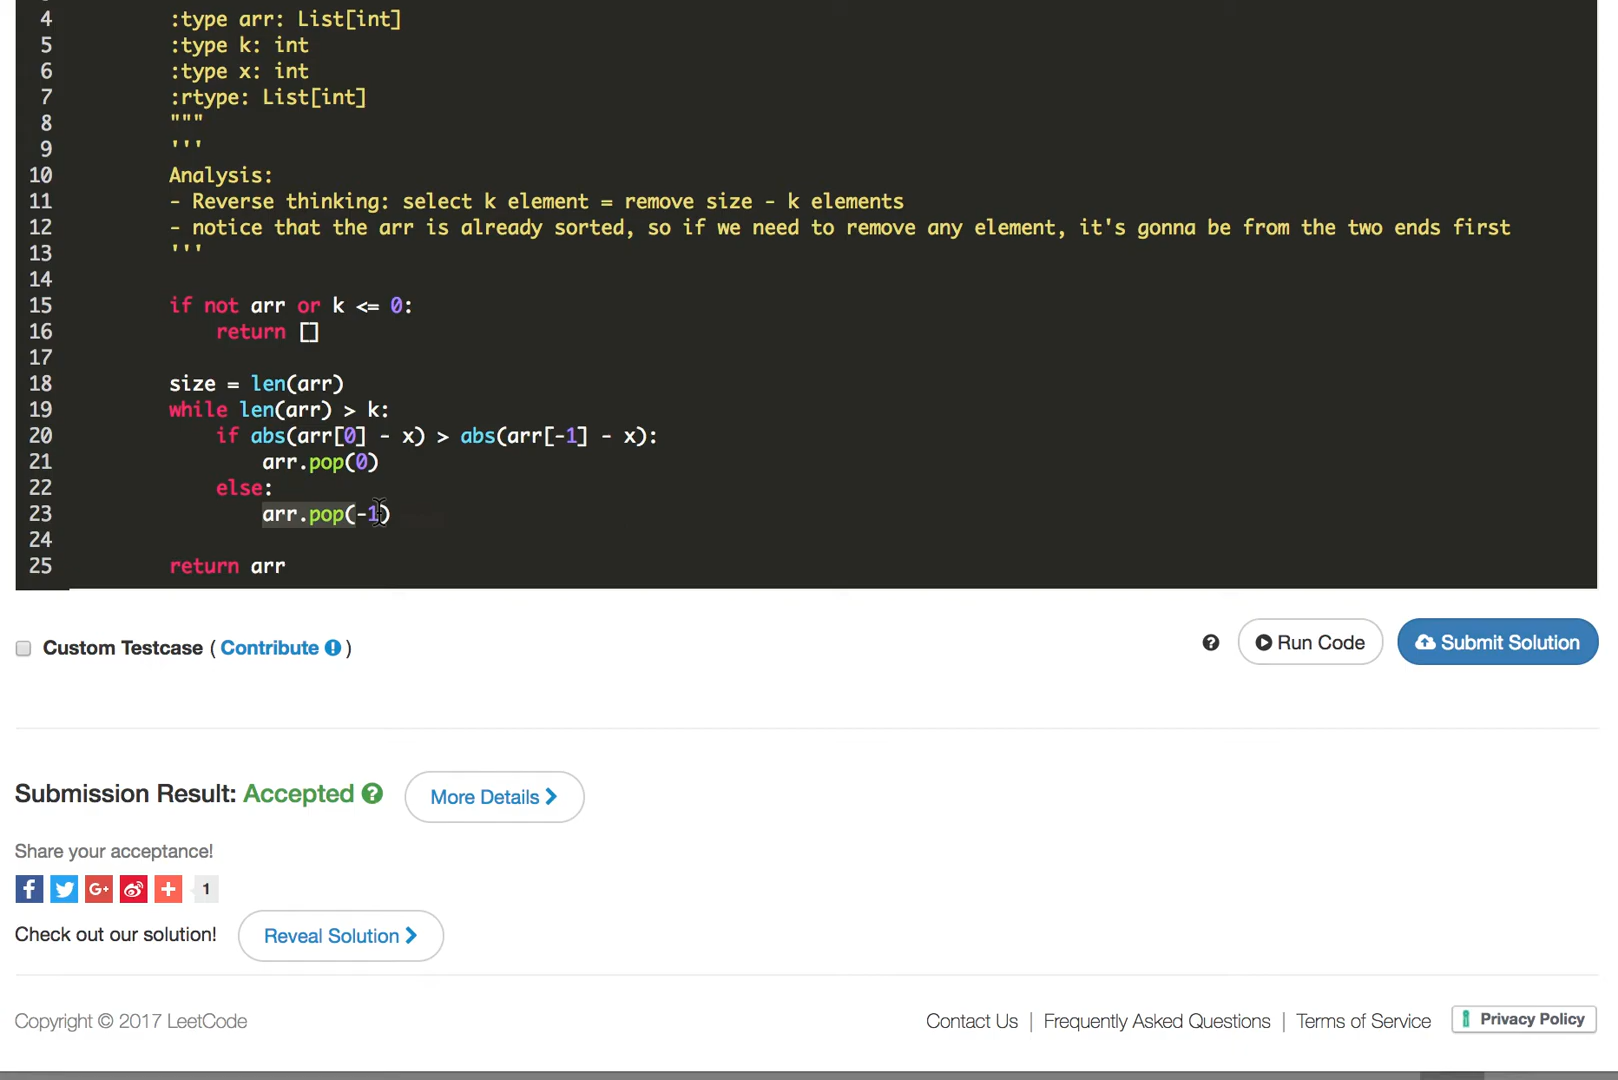 4 :type arr: List[int]
5 :type k: int
6 :type x: int
7 :rtype: List[int]
8 """
9 '''
10 Analysis:
11 - Reverse thinking: select k element = remove size - k elements
12 - notice that the arr is already sorted, so if we need to remove any element, it's gonna be from the two ends first
13 '''
14
15 if not arr or k <= 0:
16 return []
17
18 size = len(arr)
19 while len(arr) > k:
20 if abs(arr[0] - x) > abs(arr[-1] - x):
21 arr.pop(0)
22 else:
23 arr.pop(-1)
24
25 return arr
Custom Testcase ( Contribute ! )
? Run Code Submit Solution
Submission Result: Accepted ? More Details
Share your acceptance!
f G+ + 1
Check out our solution! Reveal Solution
Copyright © 2017 LeetCode Contact Us | Frequently Asked Questions | Terms of Service Privacy Policy